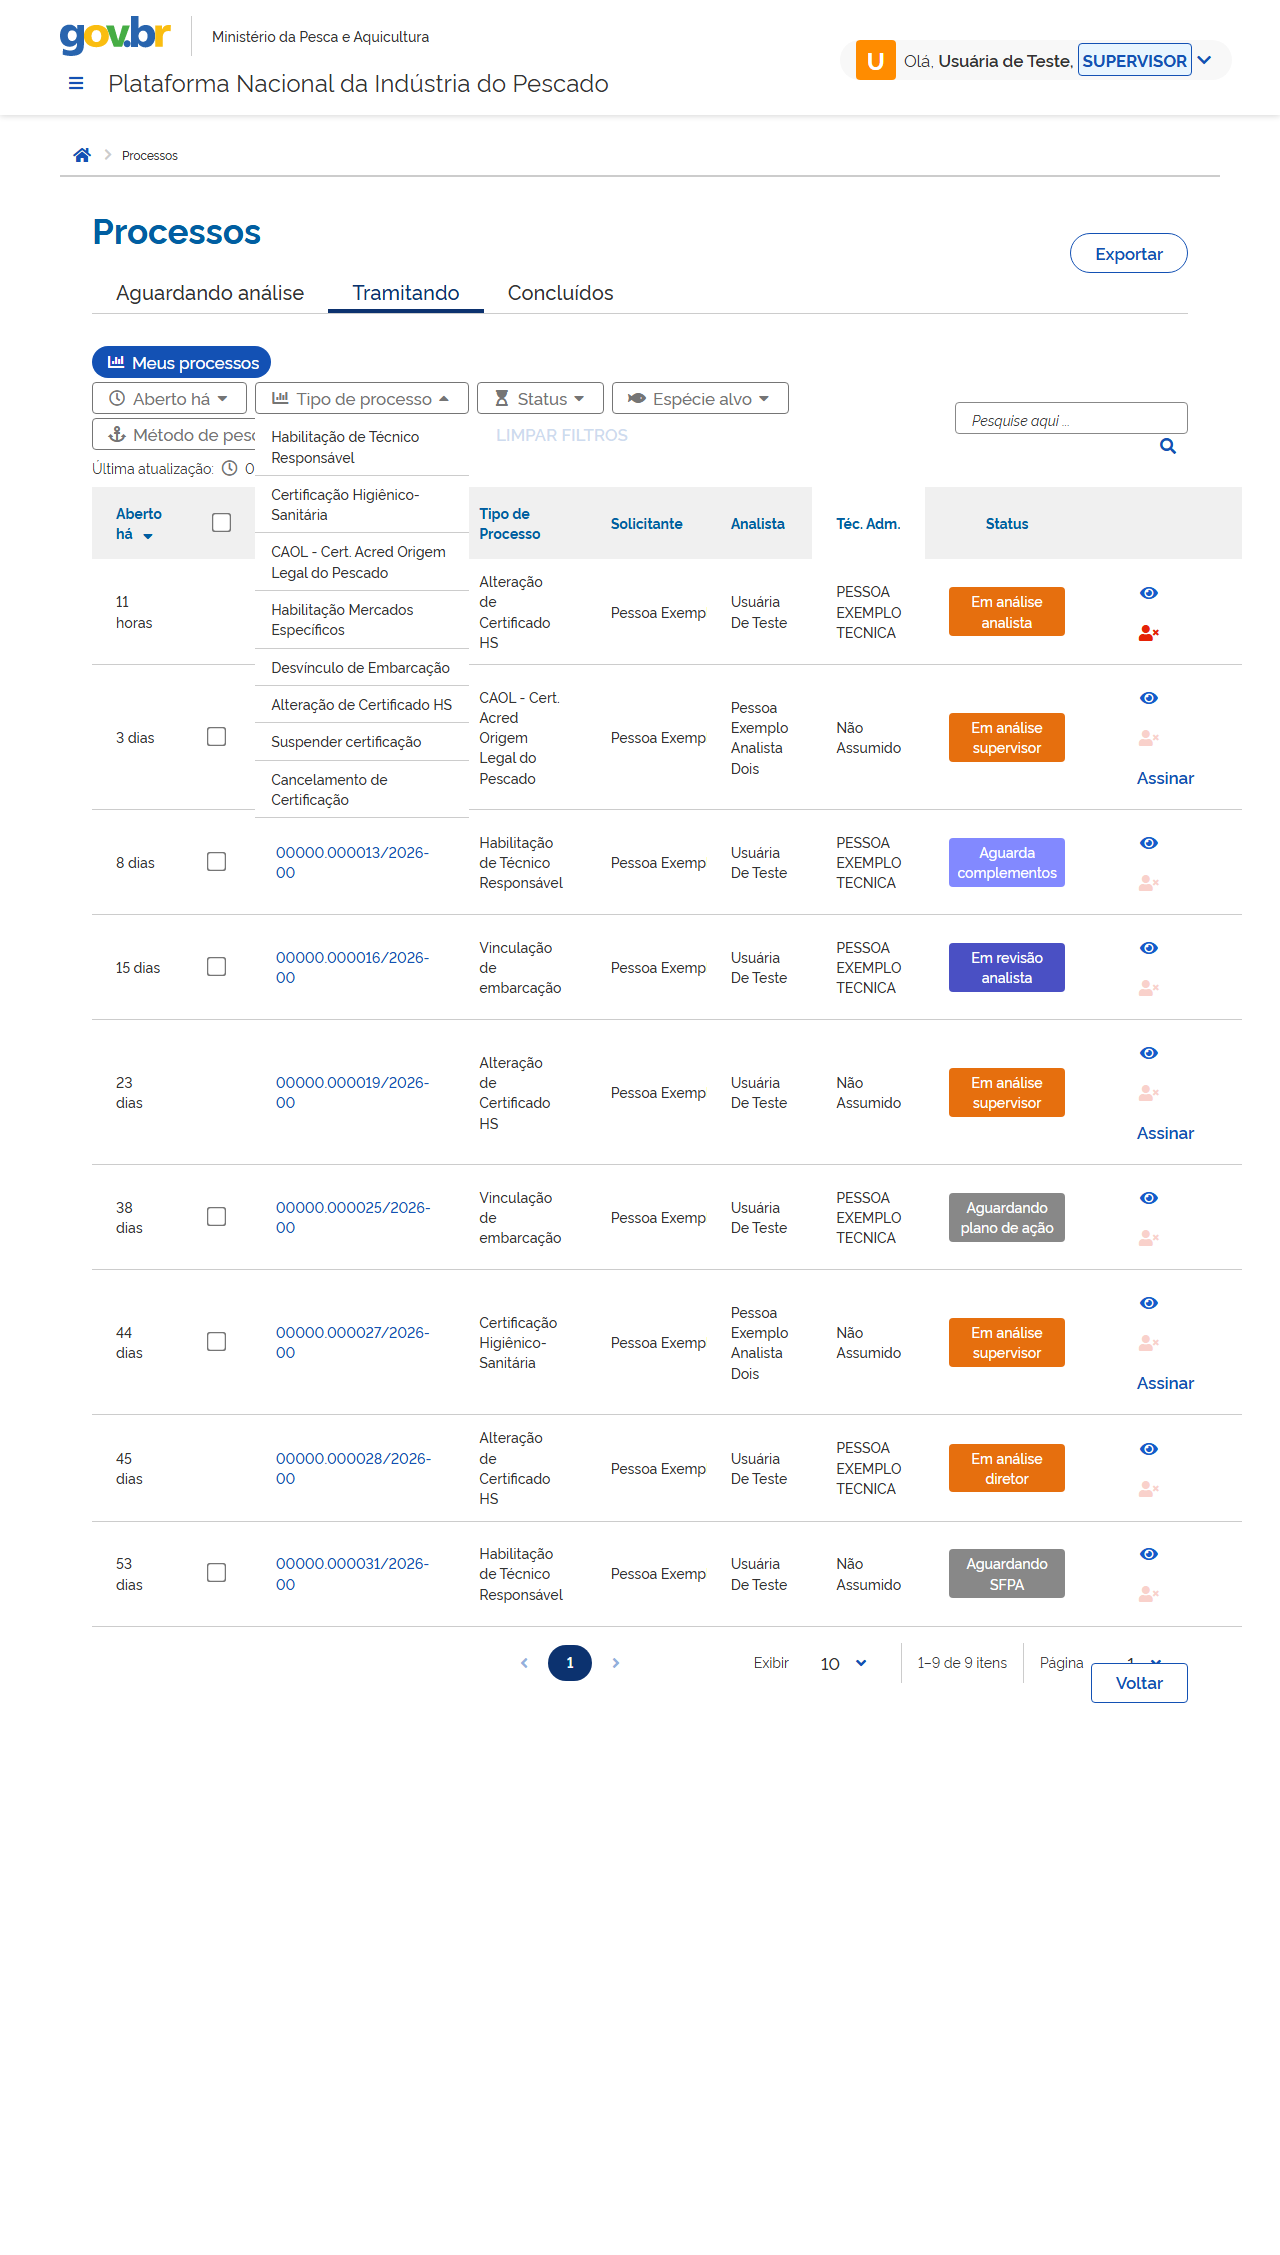 gov.br
Ministério da Pesca e Aquicultura
Plataforma Nacional da Indústria do Pescado
U
Olá, Usuária de Teste, SUPERVISOR
Processos
Processos
Exportar
Aguardando análise
Tramitando
Concluídos
Meus processos
Aberto há
Tipo de processo
Status
Espécie alvo
Pesquise aqui ...
Método de pesc
LIMPAR FILTROS
Última atualização:
0
Habilitação de Técnico
Responsável
Certificação Higiênico-
Sanitária
CAOL - Cert. Acred Origem
Legal do Pescado
Habilitação Mercados
Específicos
Desvínculo de Embarcação
Alteração de Certificado HS
Suspender certificação
Cancelamento de
Certificação
Aberto
há
Tipo de
Processo
Solicitante
Analista
Téc. Adm.
Status
11
horas
Alteração
de
Certificado
HS
Pessoa Exemp
Usuária
De Teste
PESSOA
EXEMPLO
TECNICA
Em análise
analista
3 dias
CAOL - Cert.
Acred
Origem
Legal do
Pescado
Pessoa Exemp
Pessoa
Exemplo
Analista
Dois
Não
Assumido
Em análise
supervisor
Assinar
8 dias
00000.000013/2026-
00
Habilitação
de Técnico
Responsável
Pessoa Exemp
Usuária
De Teste
PESSOA
EXEMPLO
TECNICA
Aguarda
complementos
15 dias
00000.000016/2026-
00
Vinculação
de
embarcação
Pessoa Exemp
Usuária
De Teste
PESSOA
EXEMPLO
TECNICA
Em revisão
analista
23
dias
00000.000019/2026-
00
Alteração
de
Certificado
HS
Pessoa Exemp
Usuária
De Teste
Não
Assumido
Em análise
supervisor
Assinar
38
dias
00000.000025/2026-
00
Vinculação
de
embarcação
Pessoa Exemp
Usuária
De Teste
PESSOA
EXEMPLO
TECNICA
Aguardando
plano de ação
44
dias
00000.000027/2026-
00
Certificação
Higiênico-
Sanitária
Pessoa Exemp
Pessoa
Exemplo
Analista
Dois
Não
Assumido
Em análise
supervisor
Assinar
45
dias
00000.000028/2026-
00
Alteração
de
Certificado
HS
Pessoa Exemp
Usuária
De Teste
PESSOA
EXEMPLO
TECNICA
Em análise
diretor
53
dias
00000.000031/2026-
00
Habilitação
de Técnico
Responsável
Pessoa Exemp
Usuária
De Teste
Não
Assumido
Aguardando
SFPA
1
Exibir
10
1–9 de 9 itens
Página
1
Voltar